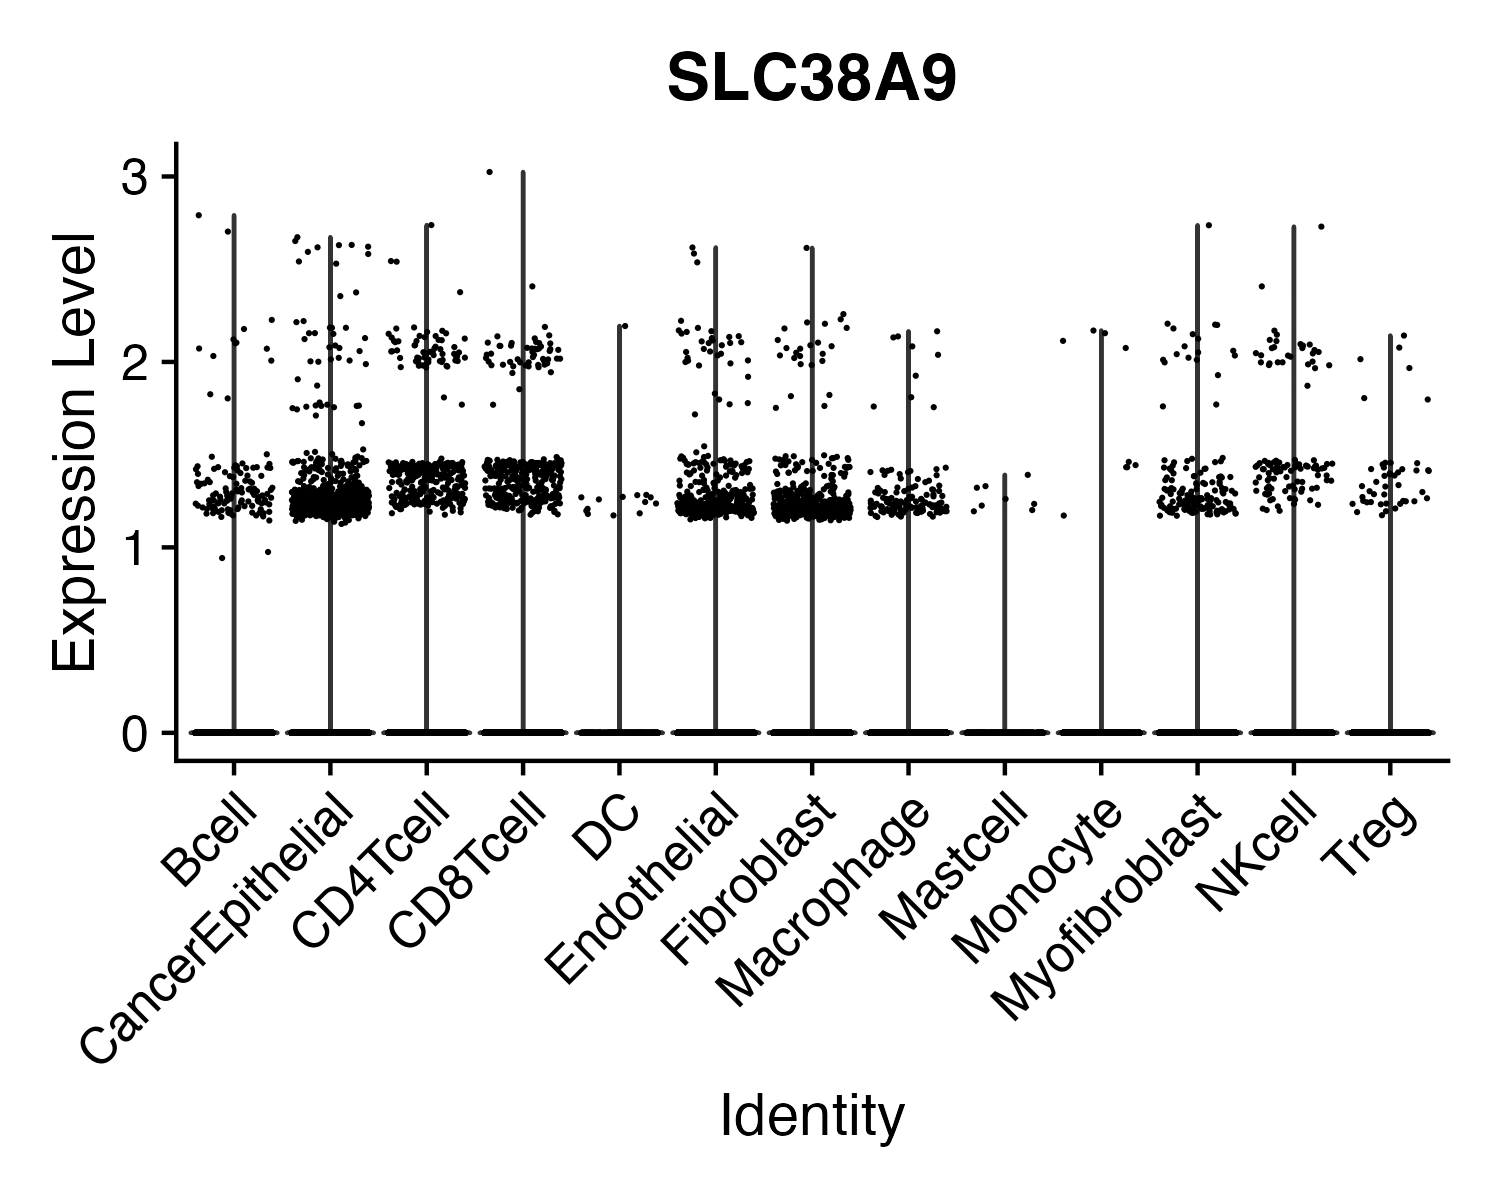 SLC38A9
Expression Level
3
2
1
0
Bcell
CancerEpithelial
CD4Tcell
CD8Tcell
DC
Endothelial
Fibroblast
Macrophage
Mastcell
Monocyte
Myofibroblast
NKcell
Treg
Identity